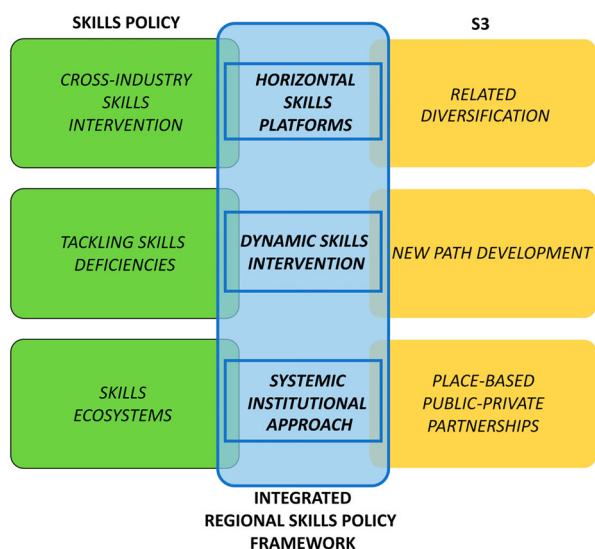 SKILLS POLICY
S3
CROSS-INDUSTRY
SKILLS
INTERVENTION
HORIZONTAL
SKILLS
PLATFORMS
RELATED
DIVERSIFICATION
TACKLING SKILLS
DEFICIENCIES
DYNAMIC SKILLS
INTERVENTION
NEW PATH DEVELOPMENT
SKILLS
ECOSYSTEMS
SYSTEMIC
INSTITUTIONAL
APPROACH
PLACE-BASED
PUBLIC-PRIVATE
PARTNERSHIPS
INTEGRATED
REGIONAL SKILLS POLICY
FRAMEWORK